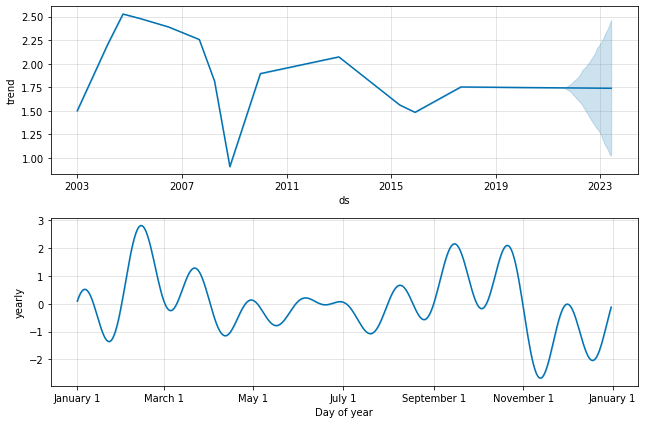 2.50
2.25
2.00
1.75
1.50
1.25
1.00
trend
2003 2007 2011 2015 2019 2023
ds
3
2
1
0
−1
−2
yearly
January 1 March 1 May 1 July 1 September 1 November 1 January 1
Day of year